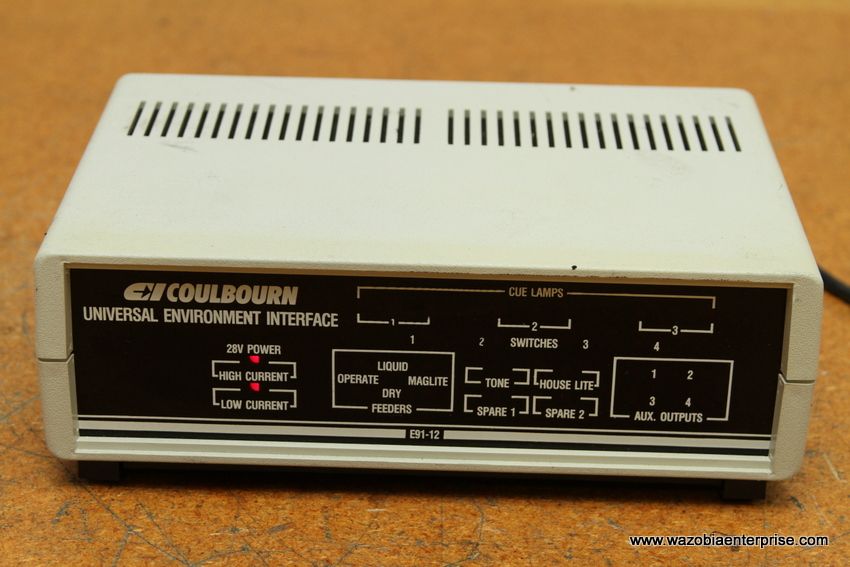 COULBOURN
UNIVERSAL ENVIRONMENT INTERFACE
CUE LAMPS
1 2 3
1 2 SWITCHES 3 4
28V POWER
HIGH CURRENT
LOW CURRENT
LIQUID
OPERATE MAGLITE
DRY
FEEDERS
TONE HOUSE LITE
SPARE 1 SPARE 2
1 2
3 4
AUX. OUTPUTS
E91-12
www.wazobiaenterprise.com